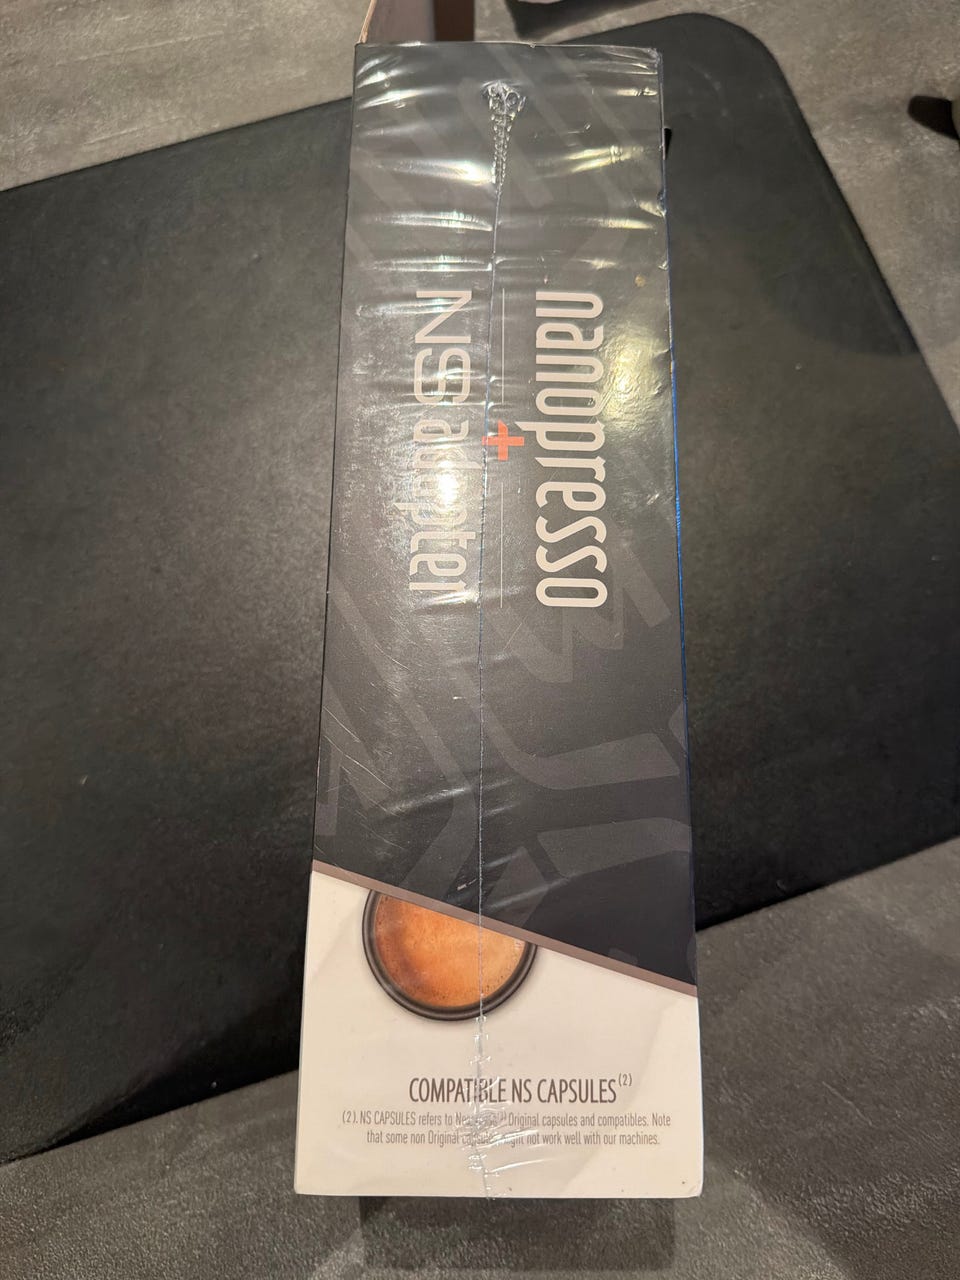 nanopresso
+
NS adapter
COMPATIBLE NS CAPSULES(2)
(2). NS CAPSULES refers to Original capsules and compatibles. Note
that some non Original might not work well with our machines.